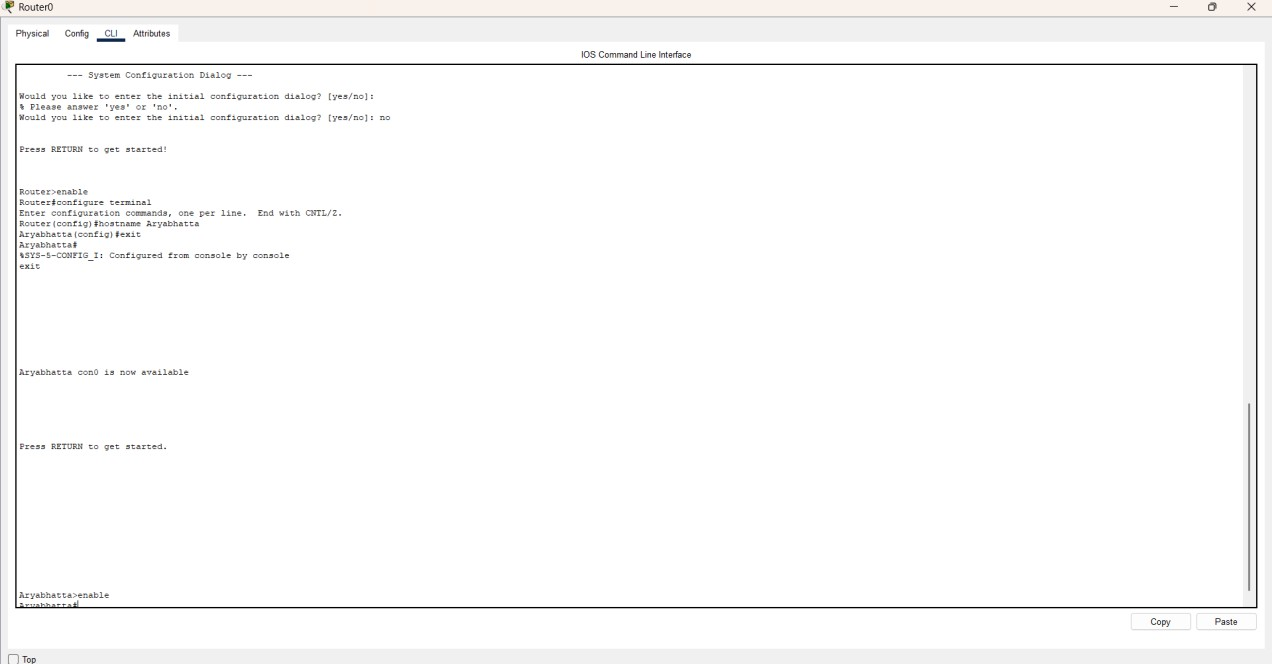 Router0
Physical Config CLI Attributes
IOS Command Line Interface
--- System Configuration Dialog ---
Would you like to enter the initial configuration dialog? [yes/no]:
% Please answer 'yes' or 'no'.
Would you like to enter the initial configuration dialog? [yes/no]: no
Press RETURN to get started!
Router>enable
Router#configure terminal
Enter configuration commands, one per line.  End with CNTL/Z.
Router(config)#hostname Aryabhatta
Aryabhatta(config)#exit
Aryabhatta#
%SYS-5-CONFIG_I: Configured from console by console
exit
Aryabhatta con0 is now available
Press RETURN to get started.
Aryabhatta>enable
Aryabhatta#
Copy Paste
Top